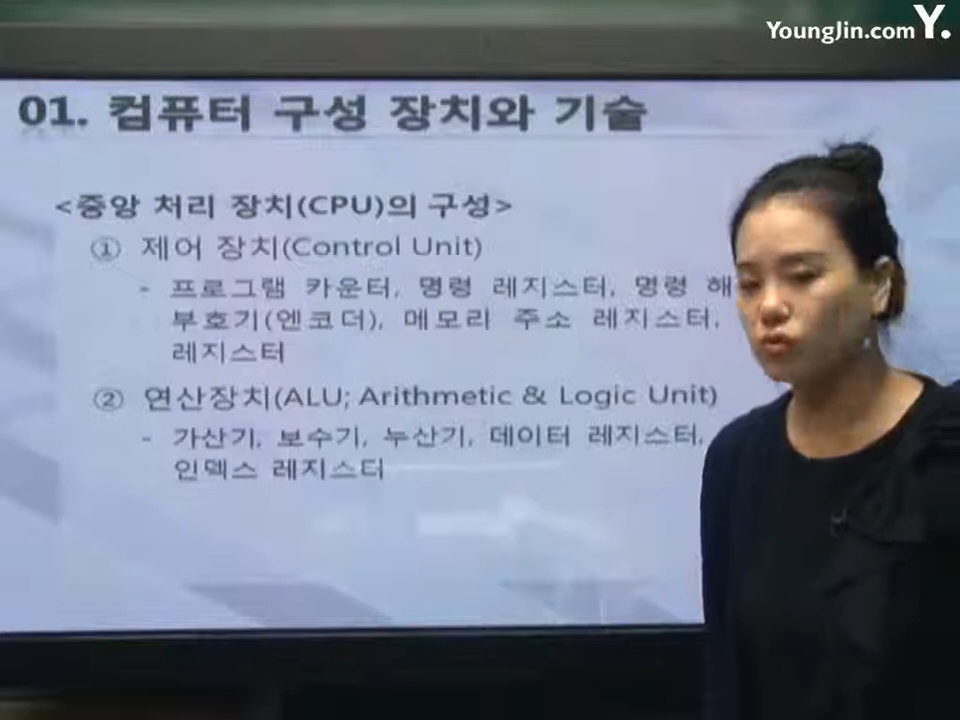 YoungJin.com Y.
01. 컴퓨터 구성 장치와 기술
<중앙 처리 장치(CPU)의 구성>
① 제어 장치(Control Unit)
- 프로그램 카운터, 명령 레지스터, 명령 해
부호기(엔코더), 메모리 주소 레지스터,
레지스터
② 연산장치(ALU; Arithmetic & Logic Unit)
- 가산기, 보수기, 누산기, 데이터 레지스터,
인덱스 레지스터